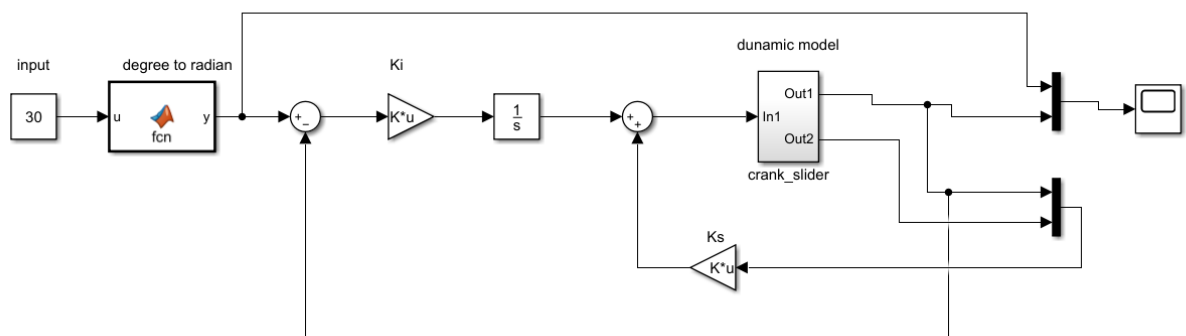 dunamic model
input
degree to radian
Ki
30
u
fcn
y
+
−
K*u
1
s
+
+
In1
Out1
Out2
crank_slider
Ks
K*u